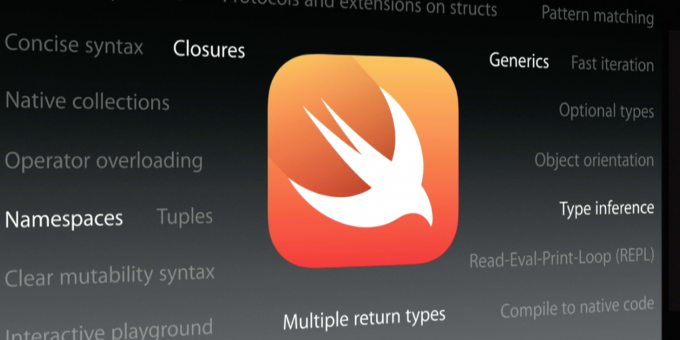 Protocols and extensions on structs
Pattern matching
Concise syntax
Closures
Generics
Fast iteration
Native collections
Optional types
Operator overloading
Object orientation
Namespaces
Tuples
Type inference
Clear mutability syntax
Read-Eval-Print-Loop (REPL)
Interactive playground
Multiple return types
Compile to native code